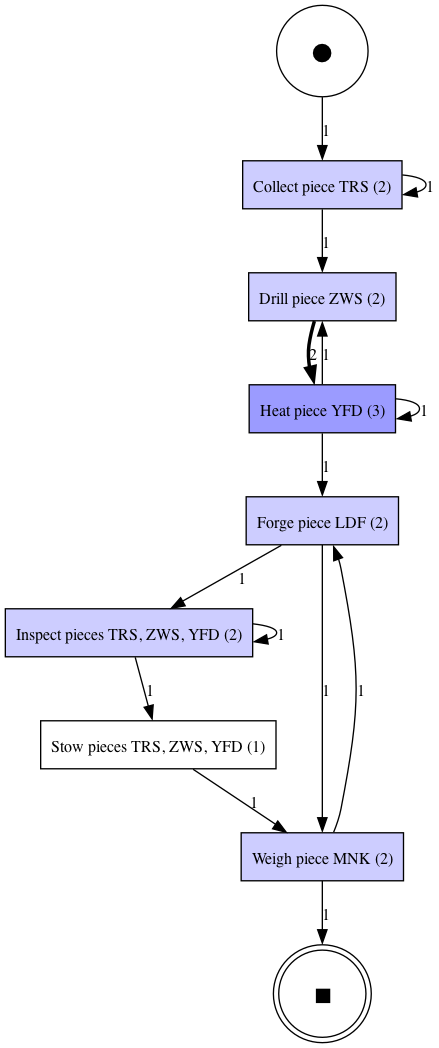 1
Collect piece TRS (2)
1
1
Drill piece ZWS (2)
2
1
Heat piece YFD (3)
1
1
Forge piece LDF (2)
1
Inspect pieces TRS, ZWS, YFD (2)
1
1
1
1
Stow pieces TRS, ZWS, YFD (1)
1
Weigh piece MNK (2)
1